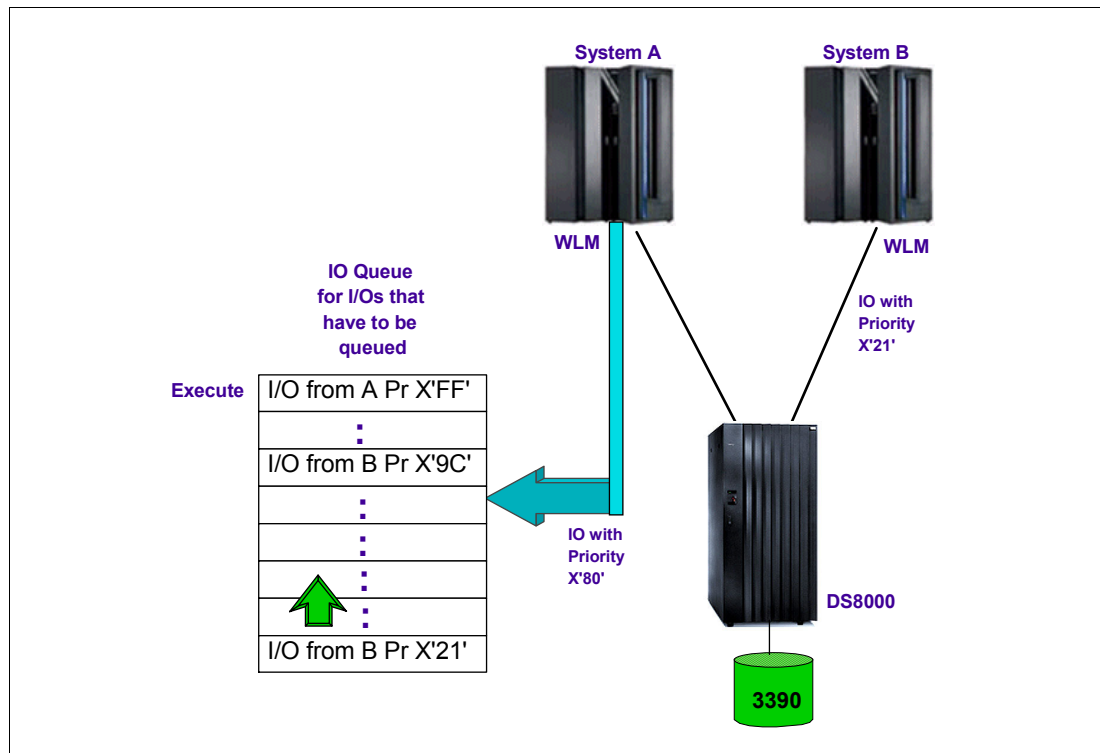 System A
System B
WLM
WLM
IO Queue
for I/Os that
have to be
queued
IO with
Priority
X'21'
Execute
I/O from A Pr X'FF'
:
I/O from B Pr X'9C'
:
:
:
:
I/O from B Pr X'21'
IO with
Priority
X'80'
DS8000
3390